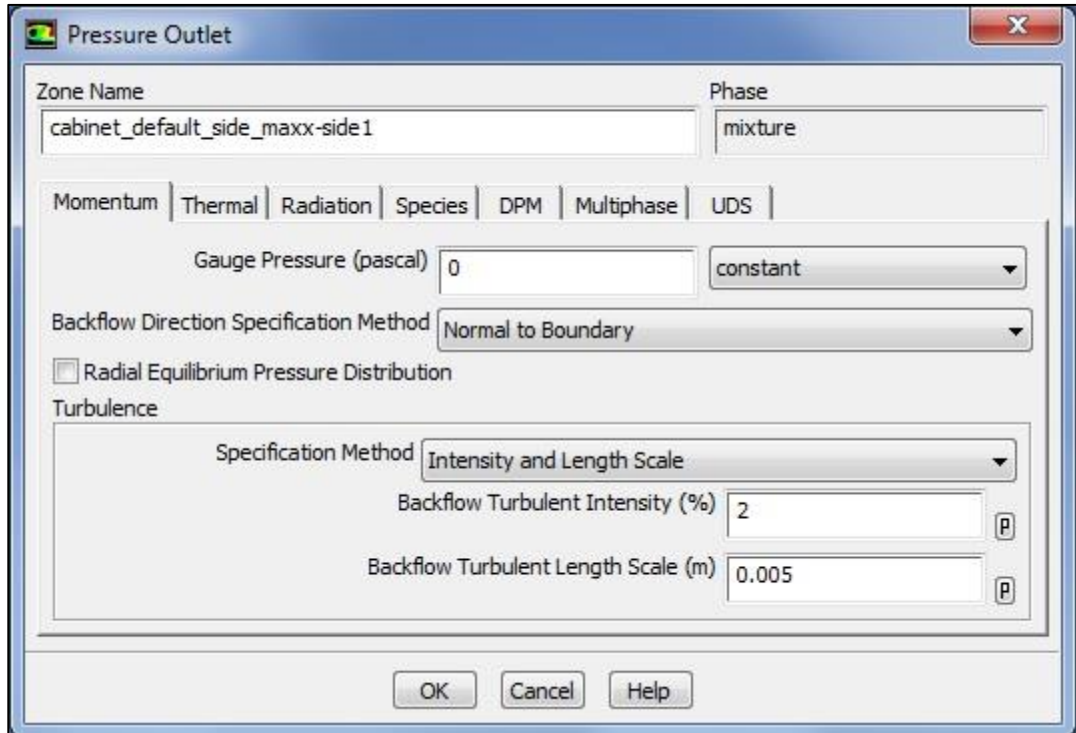 Pressure Outlet
Zone Name Phase
cabinet_default_side_maxx-side1 mixture
Momentum Thermal Radiation Species DPM Multiphase UDS
Gauge Pressure (pascal) 0 constant
Backflow Direction Specification Method Normal to Boundary
Radial Equilibrium Pressure Distribution
Turbulence
Specification Method Intensity and Length Scale
Backflow Turbulent Intensity (%) 2 P
Backflow Turbulent Length Scale (m) 0.005 P
OK Cancel Help